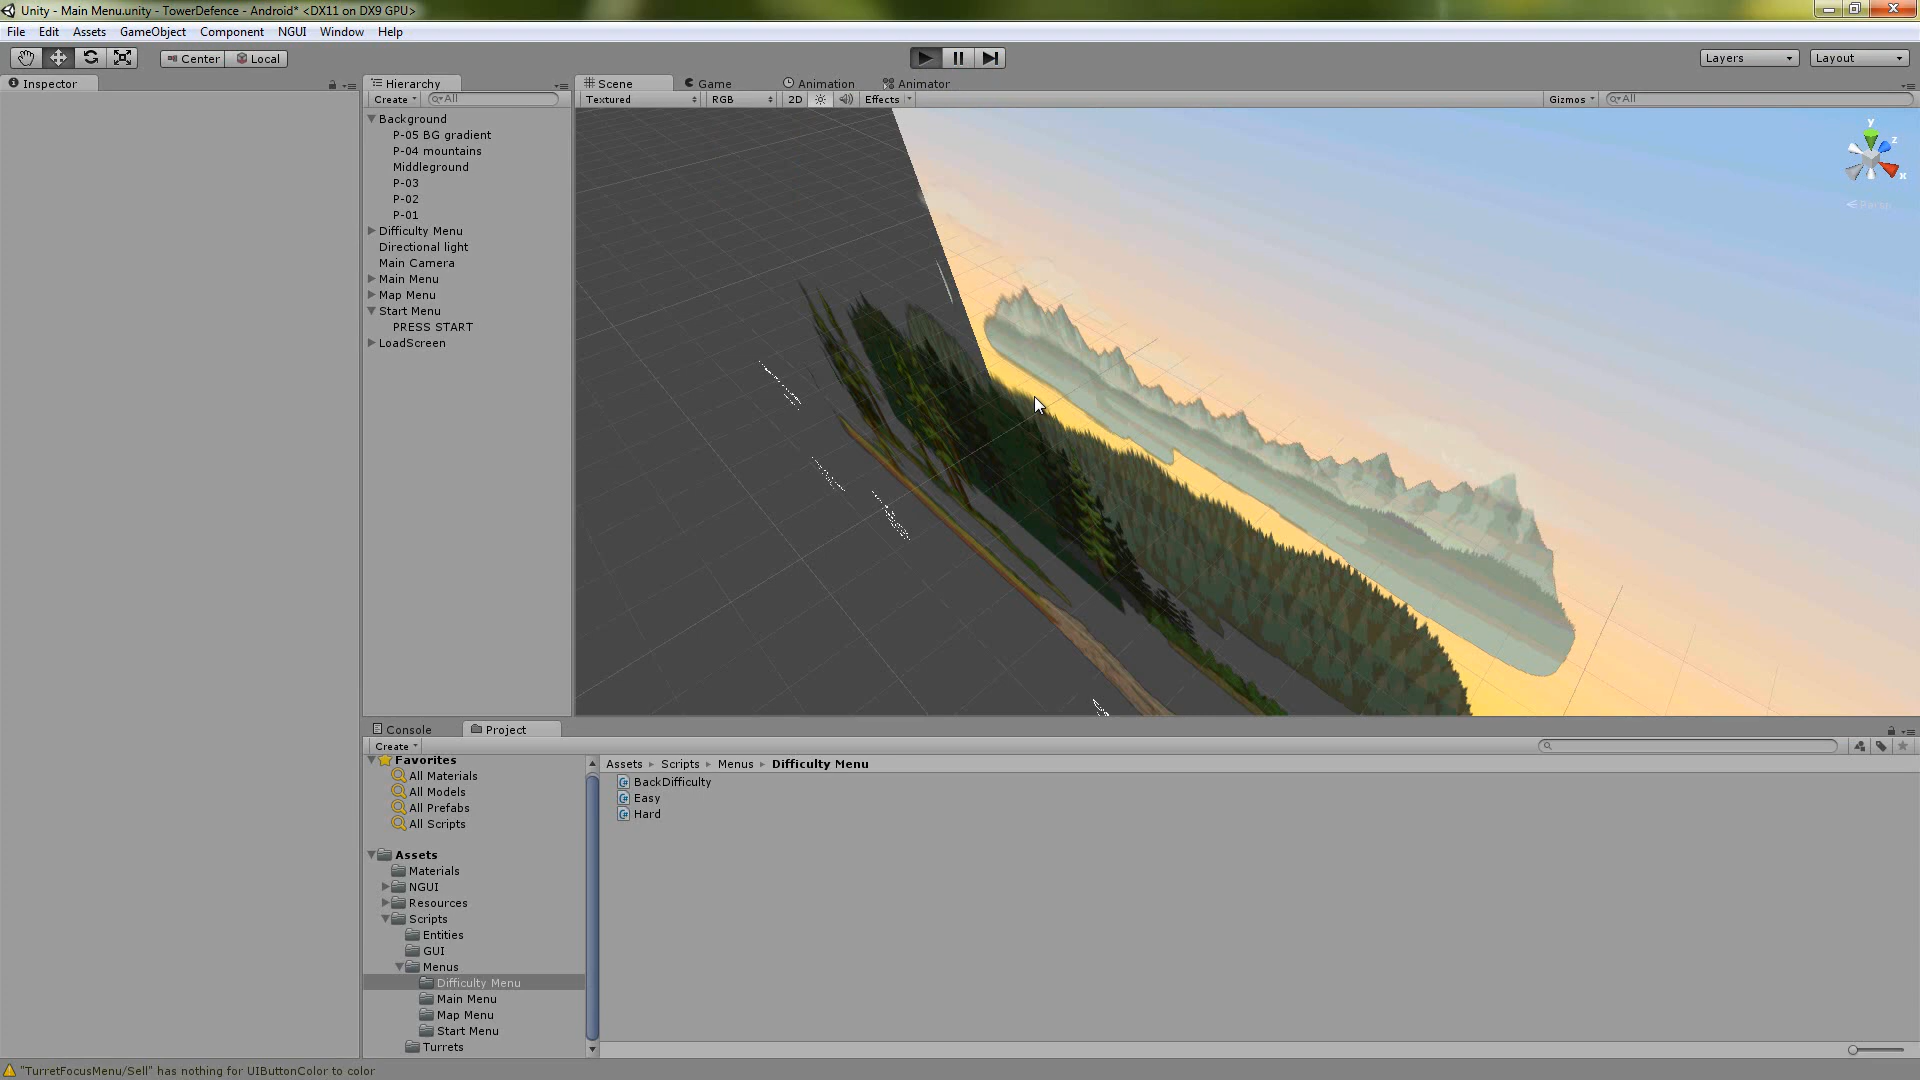 Unity - Main Menu.unity - TowerDefence - Android* <DX11 on DX9 GPU>
File Edit Assets GameObject Component NGUI Window Help
Center Local Layers Layout
Inspector
Hierarchy
Create All
Background
P-05 BG gradient
P-04 mountains
Middleground
P-03
P-02
P-01
Difficulty Menu
Directional light
Main Camera
Main Menu
Map Menu
Start Menu
PRESS START
LoadScreen
Scene Game Animation Animator
Textured RGB 2D Effects Gizmos All
y
z
x
Persp
Console Project
Create
Favorites
All Materials
All Models
All Prefabs
All Scripts
Assets
Materials
NGUI
Resources
Scripts
Entities
GUI
Menus
Difficulty Menu
Main Menu
Map Menu
Start Menu
Turrets
Assets Scripts Menus Difficulty Menu
BackDifficulty
Easy
Hard
"TurretFocusMenu/Sell" has nothing for UIButtonColor to color